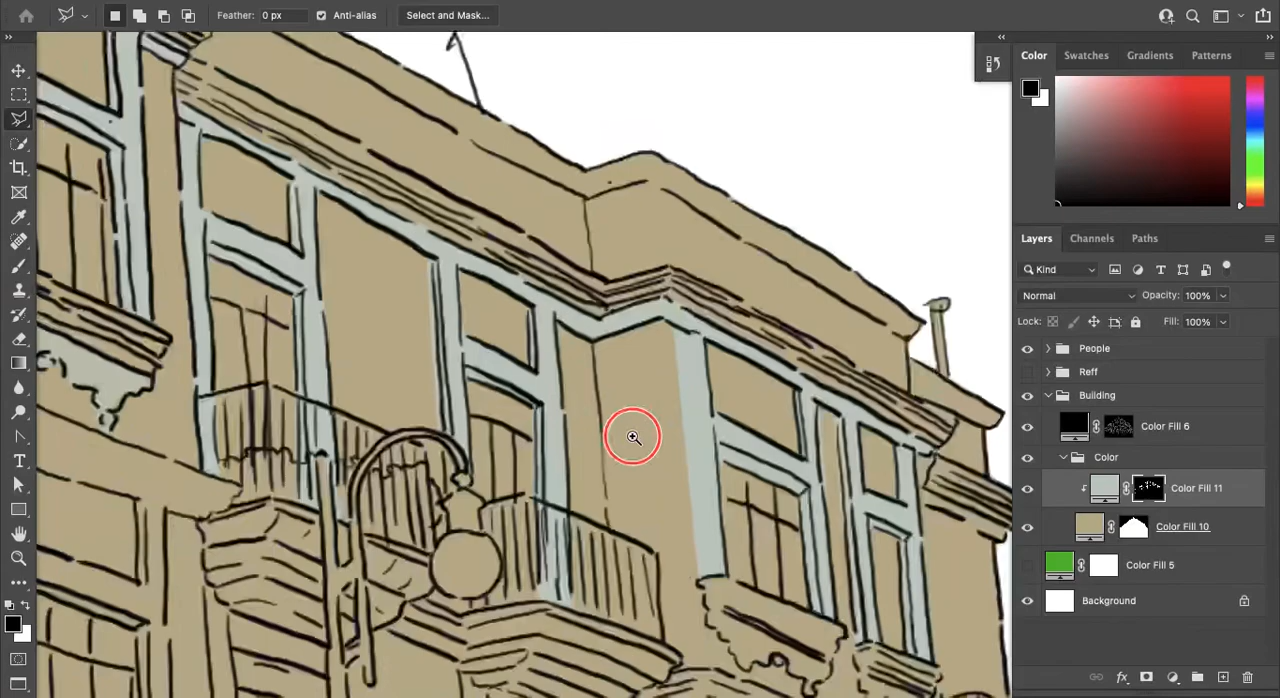 Feather: 0 px Anti-alias Select and Mask...
Color Swatches Gradients Patterns
Layers Channels Paths
Kind
Normal Opacity: 100%
Lock: Fill: 100%
People
Reff
Building
Color Fill 6
Color
Color Fill 11
Color Fill 10
Color Fill 5
Background